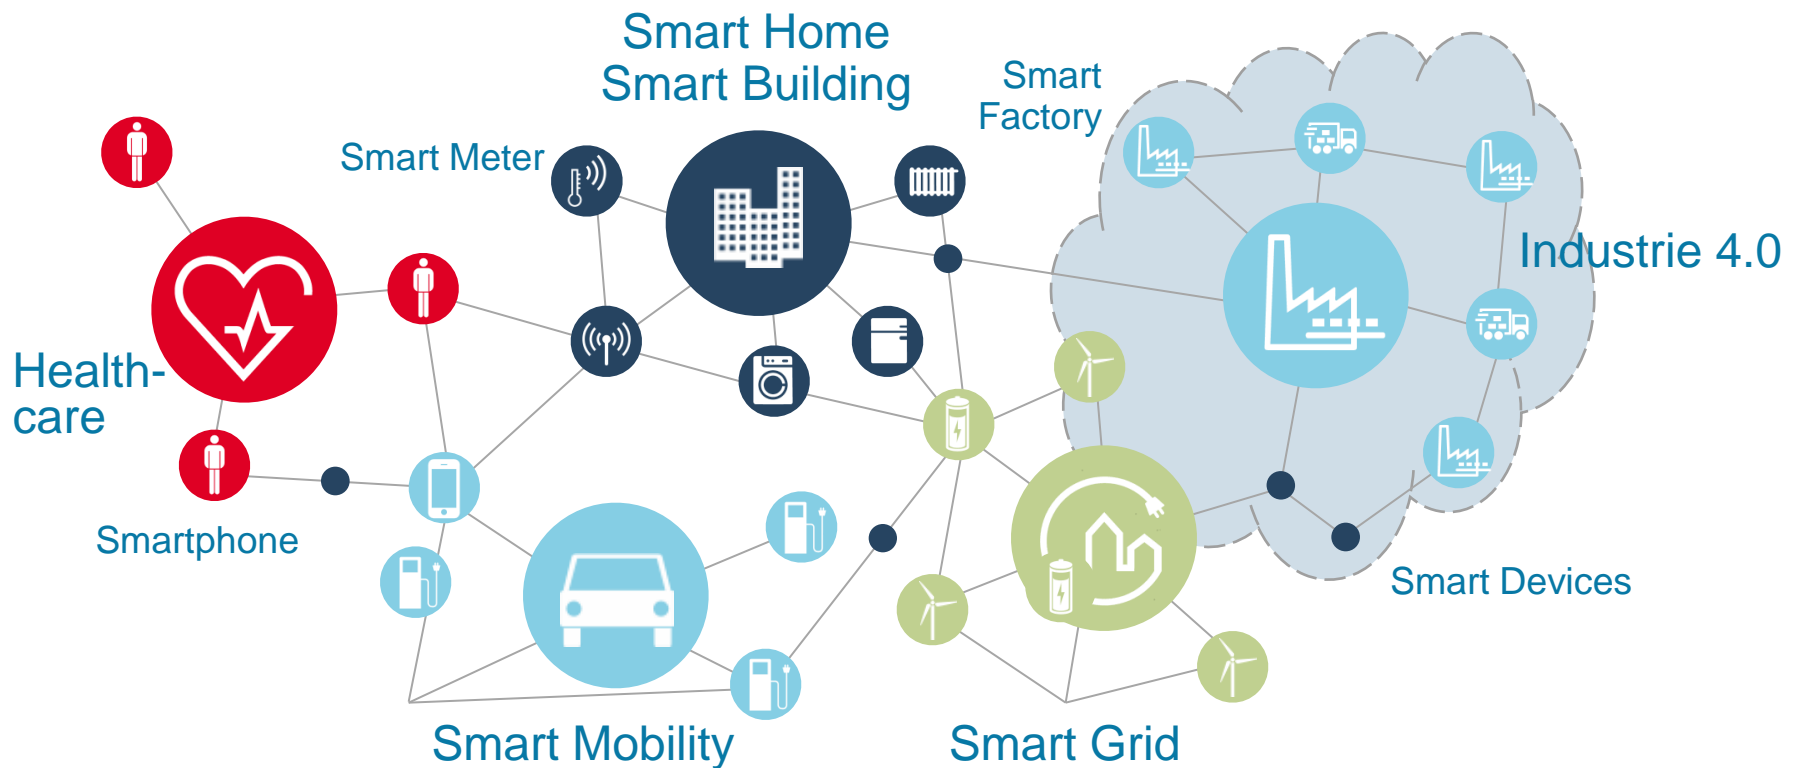 Smart Home
Smart Building
Smart
Factory
Smart Meter
Industrie 4.0
Health-
care
Smartphone
Smart Devices
Smart Mobility
Smart Grid